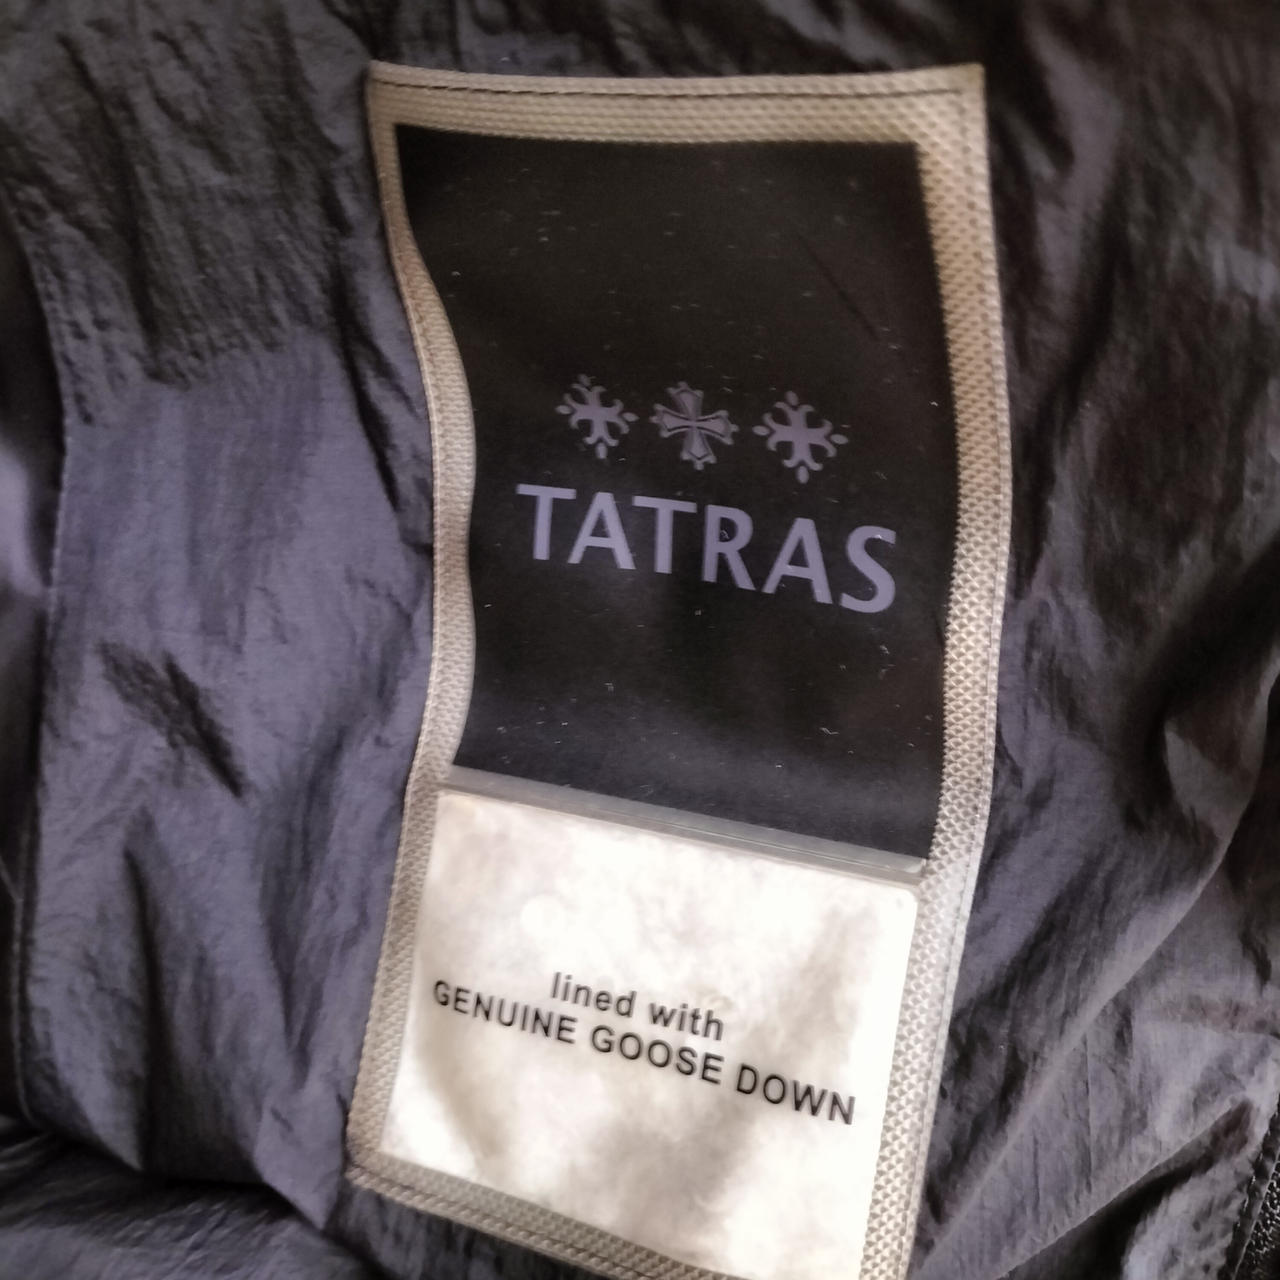 TATRAS
lined with
GENUINE GOOSE DOWN